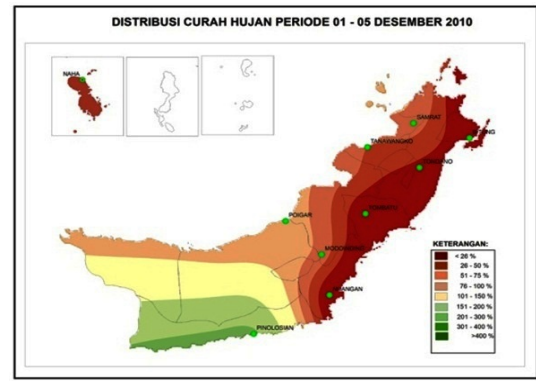 DISTRIBUSI CURAH HUJAN PERIODE 01 - 05 DESEMBER 2010
NAHA
SAMRAT
TANAWANGKO
POIGAR
PINOLOSIAN
KETERANGAN:
< 26 %
26 - 50 %
51 - 75 %
76 - 100 %
101 - 150 %
151 - 200 %
201 - 300 %
301 - 400 %
>400 %